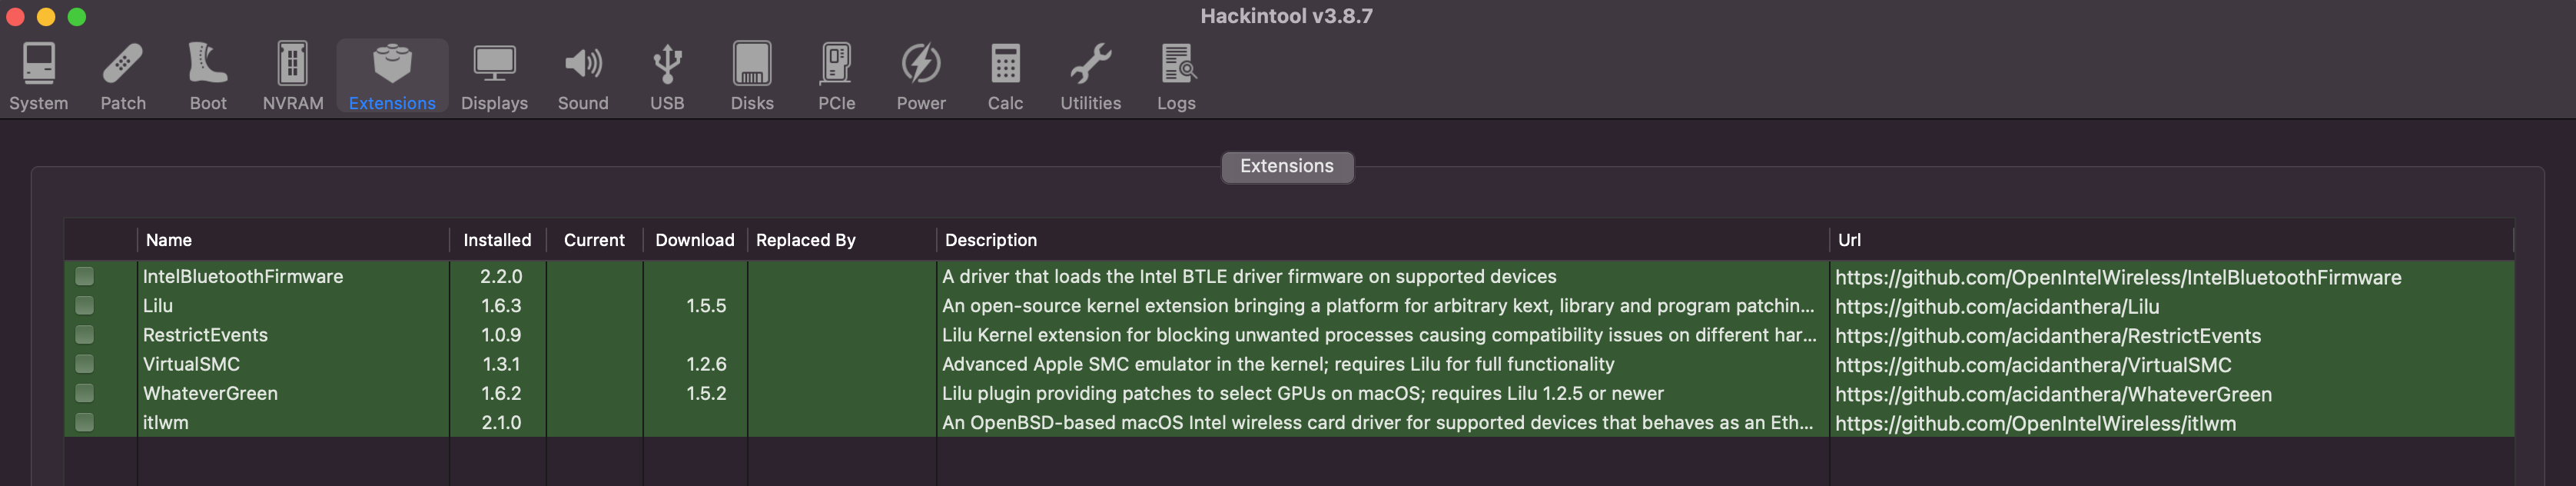 Hackintool v3.8.7
System Patch Boot NVRAM Extensions Displays Sound USB Disks PCIe Power Calc Utilities Logs
Extensions
Name Installed Current Download Replaced By Description Url
IntelBluetoothFirmware 2.2.0 A driver that loads the Intel BTLE driver firmware on supported devices https://github.com/OpenIntelWireless/IntelBluetoothFirmware
Lilu 1.6.3 1.5.5 An open-source kernel extension bringing a platform for arbitrary kext, library and program patchin... https://github.com/acidanthera/Lilu
RestrictEvents 1.0.9 Lilu Kernel extension for blocking unwanted processes causing compatibility issues on different har... https://github.com/acidanthera/RestrictEvents
VirtualSMC 1.3.1 1.2.6 Advanced Apple SMC emulator in the kernel; requires Lilu for full functionality https://github.com/acidanthera/VirtualSMC
WhateverGreen 1.6.2 1.5.2 Lilu plugin providing patches to select GPUs on macOS; requires Lilu 1.2.5 or newer https://github.com/acidanthera/WhateverGreen
itlwm 2.1.0 An OpenBSD-based macOS Intel wireless card driver for supported devices that behaves as an Eth... https://github.com/OpenIntelWireless/itlwm